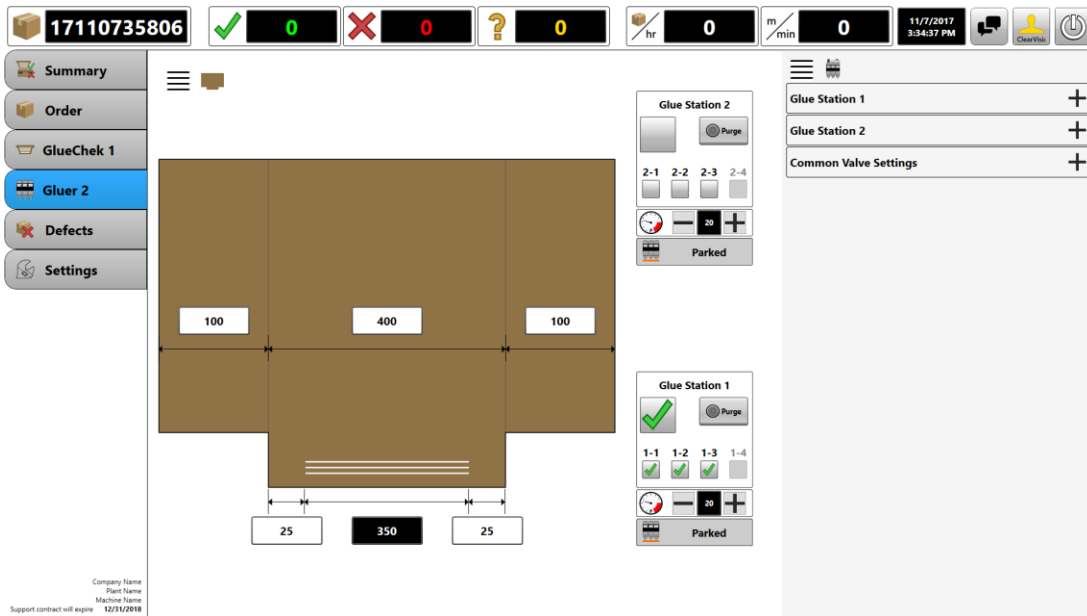 17110735806
0
0
?
0
hr
0
m/min
0
11/7/2017
3:34:37 PM
ClearVision
Summary
Order
GlueChek 1
Gluer 2
Defects
Settings
100
400
100
25
350
25
Glue Station 2
Purge
2-1 2-2 2-3 2-4
20
Parked
Glue Station 1
Purge
1-1 1-2 1-3 1-4
20
Parked
Glue Station 1
Glue Station 2
Common Valve Settings
Company Name
Plant Name
Machine Name
Support contract will expire 12/31/2018